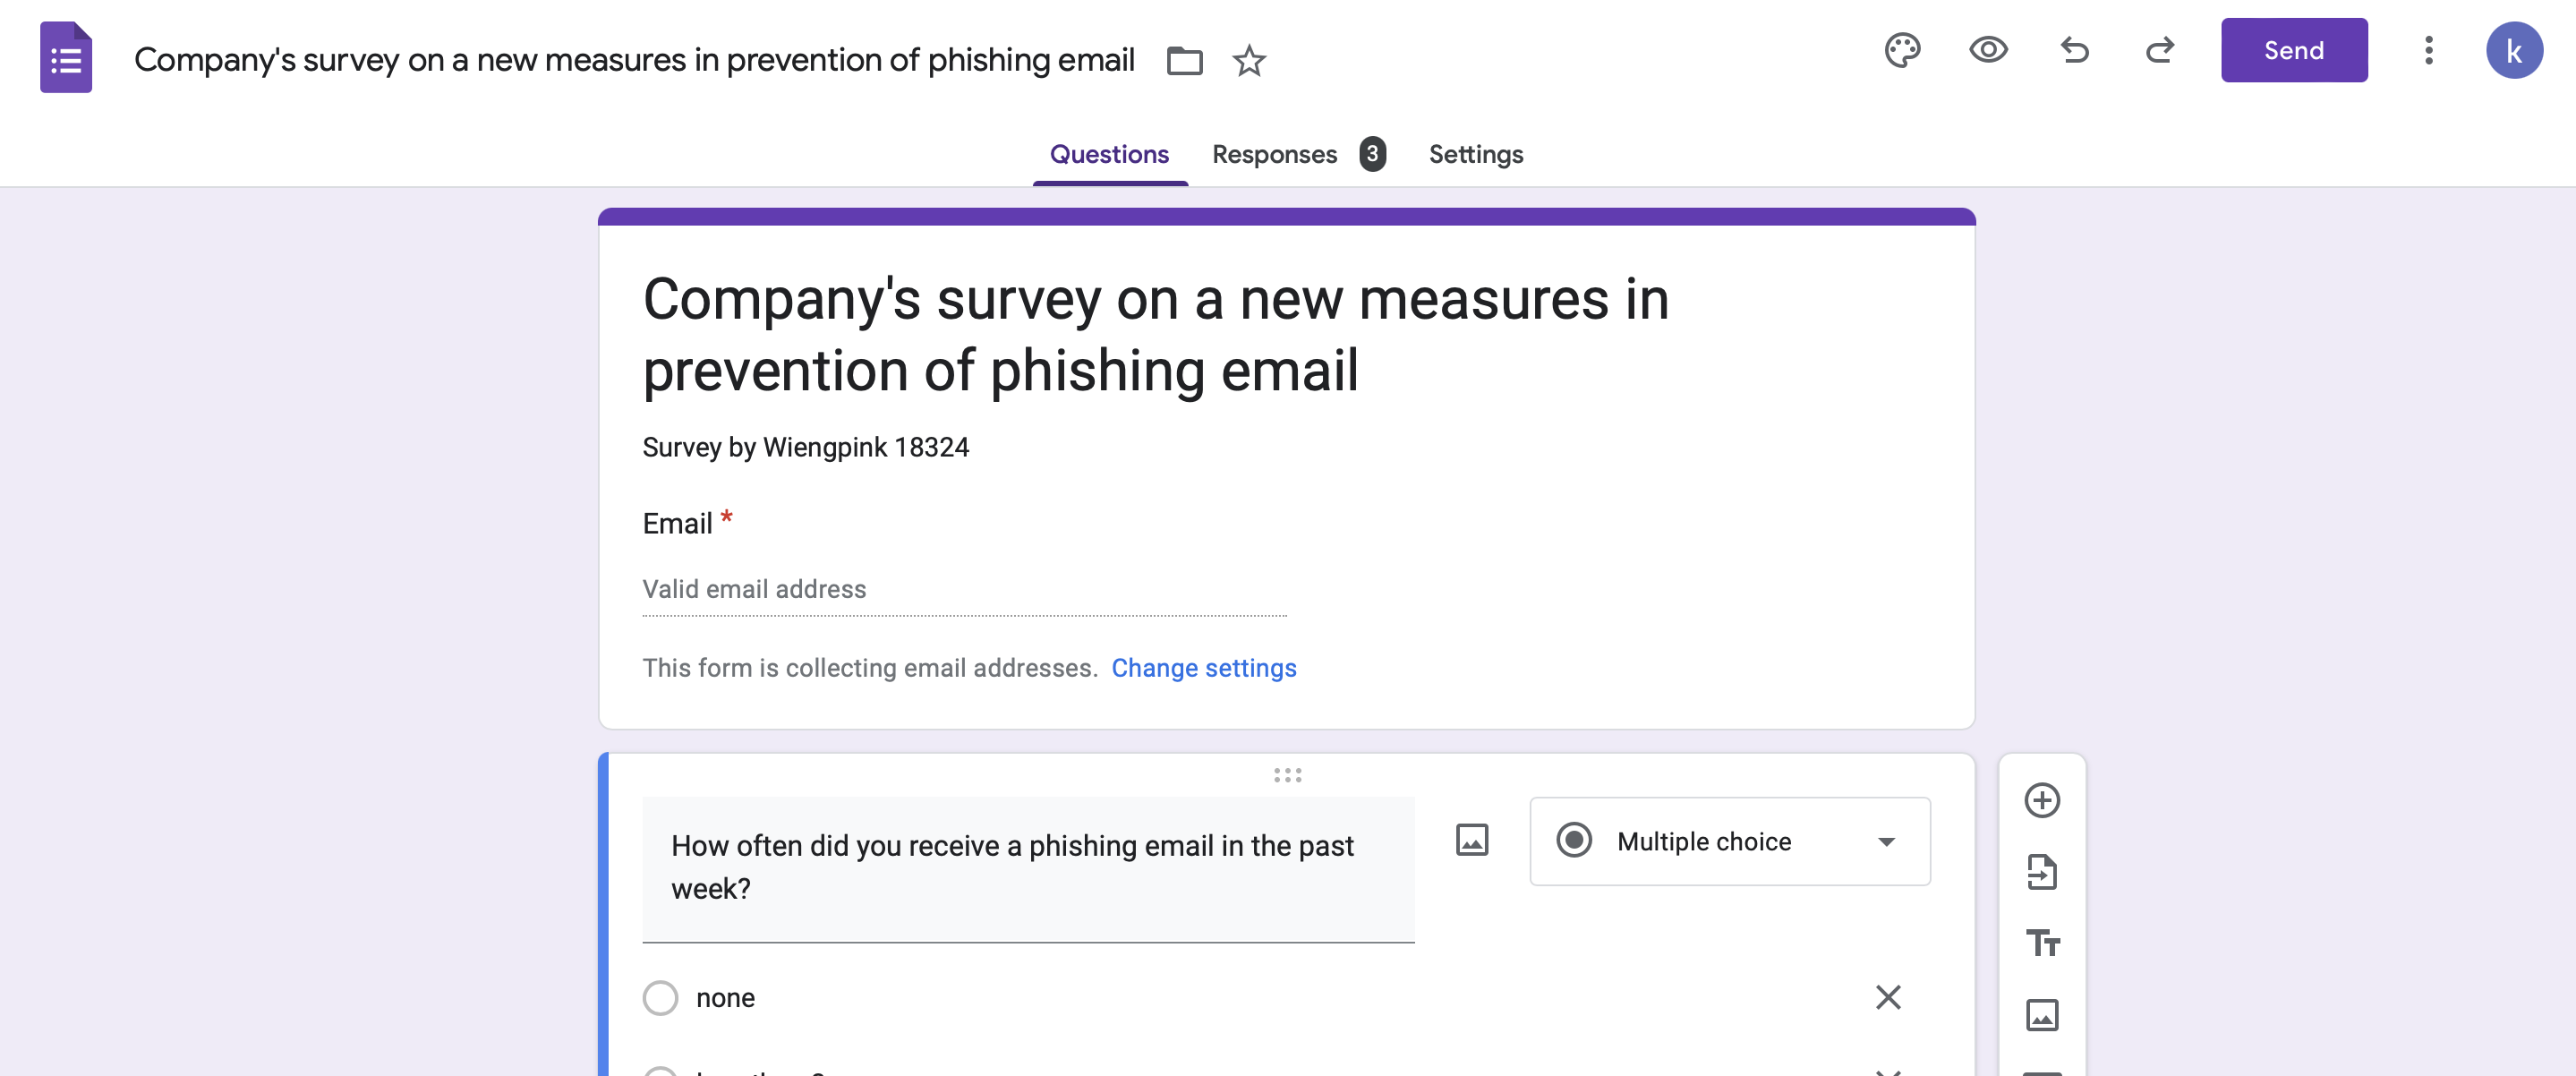 Company's survey on a new measures in prevention of phishing email
Send
k
Questions
Responses 3
Settings
Company's survey on a new measures in
prevention of phishing email
Survey by Wiengpink 18324
Email *
Valid email address
This form is collecting email addresses. Change settings
How often did you receive a phishing email in the past
week?
Multiple choice
none